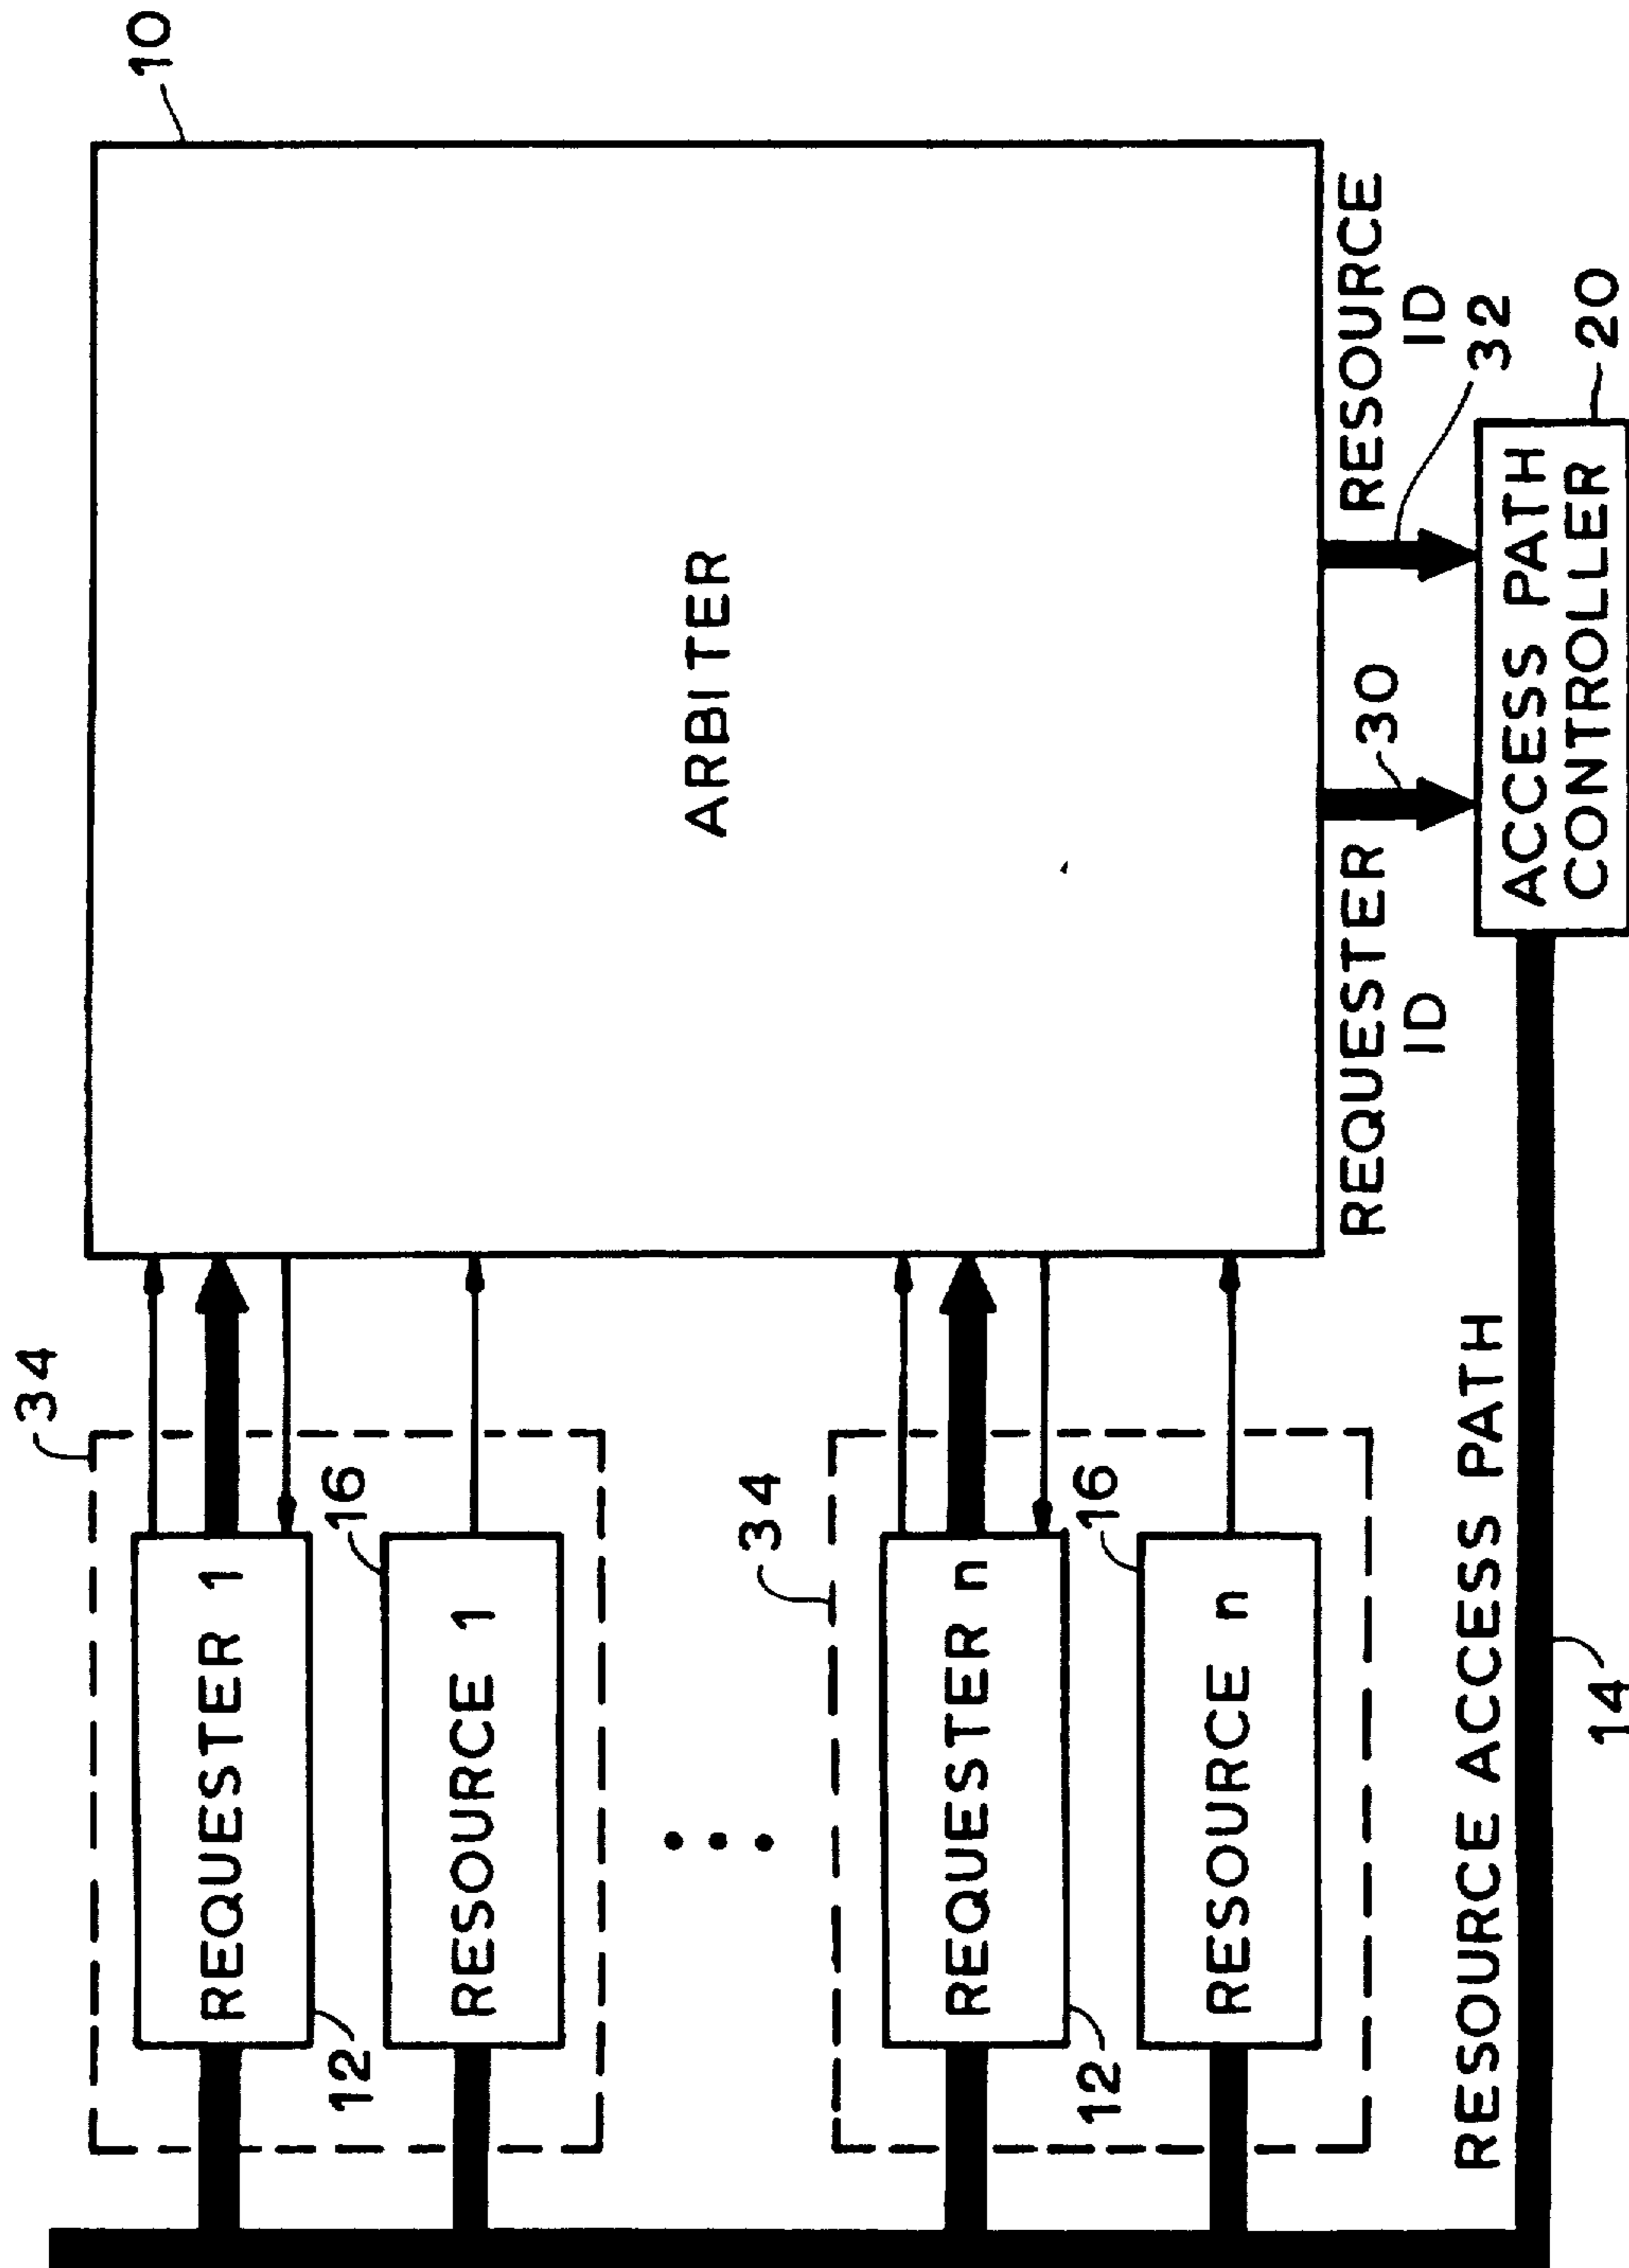 10
34
REQUESTER 1
12
16
RESOURCE 1
ARBITER
34
REQUESTER n
12
16
RESOURCE n
REQUESTER
ID
30
RESOURCE
ID
32
RESOURCE ACCESS PATH
14
ACCESS PATH
CONTROLLER
20